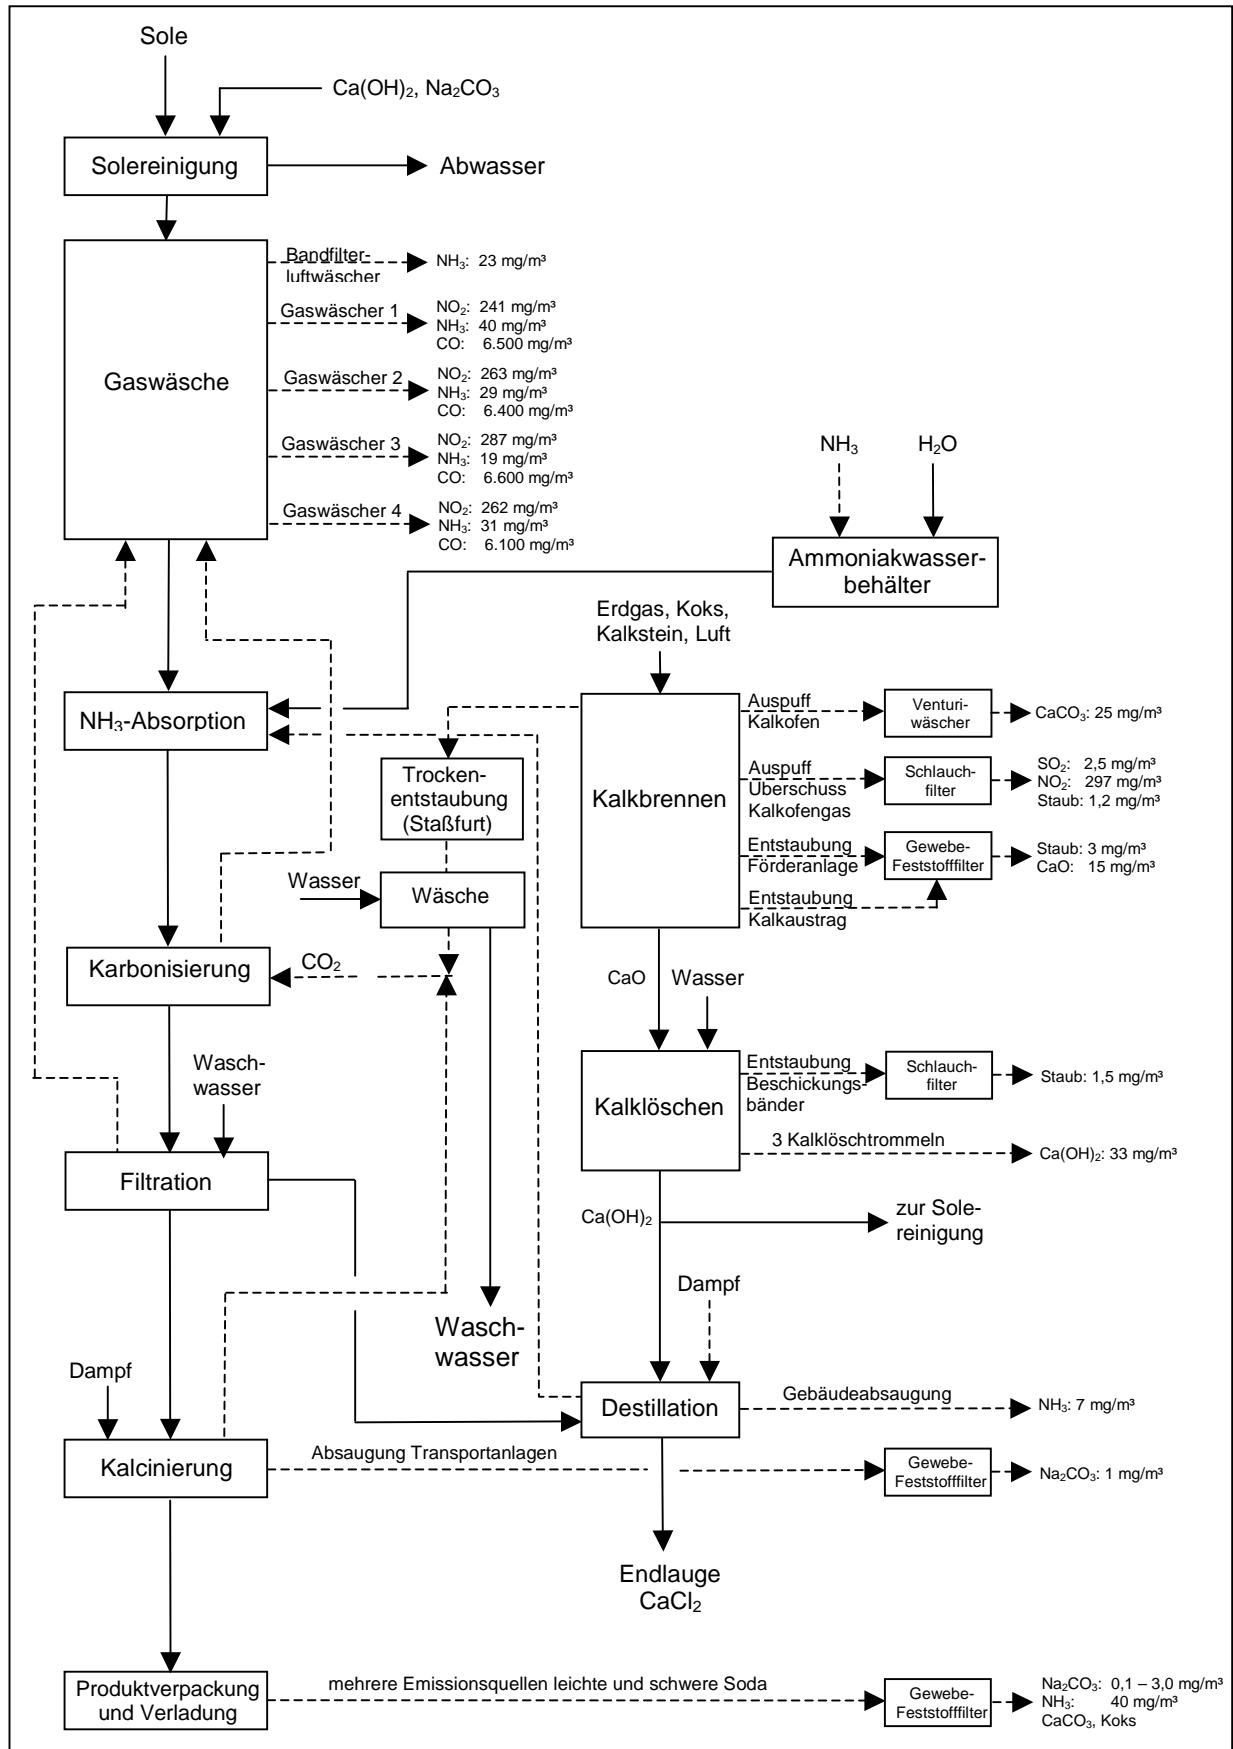 Sole
Ca(OH)₂, Na₂CO₃
Solereinigung
Abwasser
Gaswäsche
Bandfilter-
luftwäscher
NH₃: 23 mg/m³
Gaswäscher 1
NO₂: 241 mg/m³
NH₃: 40 mg/m³
CO: 6.500 mg/m³
Gaswäscher 2
NO₂: 263 mg/m³
NH₃: 29 mg/m³
CO: 6.400 mg/m³
Gaswäscher 3
NO₂: 287 mg/m³
NH₃: 19 mg/m³
CO: 6.600 mg/m³
Gaswäscher 4
NO₂: 262 mg/m³
NH₃: 31 mg/m³
CO: 6.100 mg/m³
NH₃
H₂O
Ammoniakwasser-
behälter
Erdgas, Koks,
Kalkstein, Luft
NH₃-Absorption
Trocken-
entstaubung
(Staßfurt)
Wasser
Wäsche
Kalkbrennen
Auspuff
Kalkofen
Venturi-
wäscher
CaCO₃: 25 mg/m³
Auspuff
Überschuss
Kalkofengas
Schlauch-
filter
SO₂: 2,5 mg/m³
NO₂: 297 mg/m³
Staub: 1,2 mg/m³
Entstaubung
Förderanlage
Gewebe-
Feststofffilter
Staub: 3 mg/m³
CaO: 15 mg/m³
Entstaubung
Kalkaustrag
Karbonisierung
CO₂
CaO
Wasser
Wasch-
wasser
Kalklöschen
Entstaubung
Beschickungs-
bänder
Schlauch-
filter
Staub: 1,5 mg/m³
3 Kalklöschtrommeln
Ca(OH)₂: 33 mg/m³
Filtration
Ca(OH)₂
zur Sole-
reinigung
Dampf
Wasch-
wasser
Dampf
Destillation
Gebäudeabsaugung
NH₃: 7 mg/m³
Kalcinierung
Absaugung Transportanlagen
Gewebe-
Feststofffilter
Na₂CO₃: 1 mg/m³
Endlauge
CaCl₂
Produktverpackung
und Verladung
mehrere Emissionsquellen leichte und schwere Soda
Gewebe-
Feststofffilter
Na₂CO₃: 0,1 – 3,0 mg/m³
NH₃: 40 mg/m³
CaCO₃, Koks